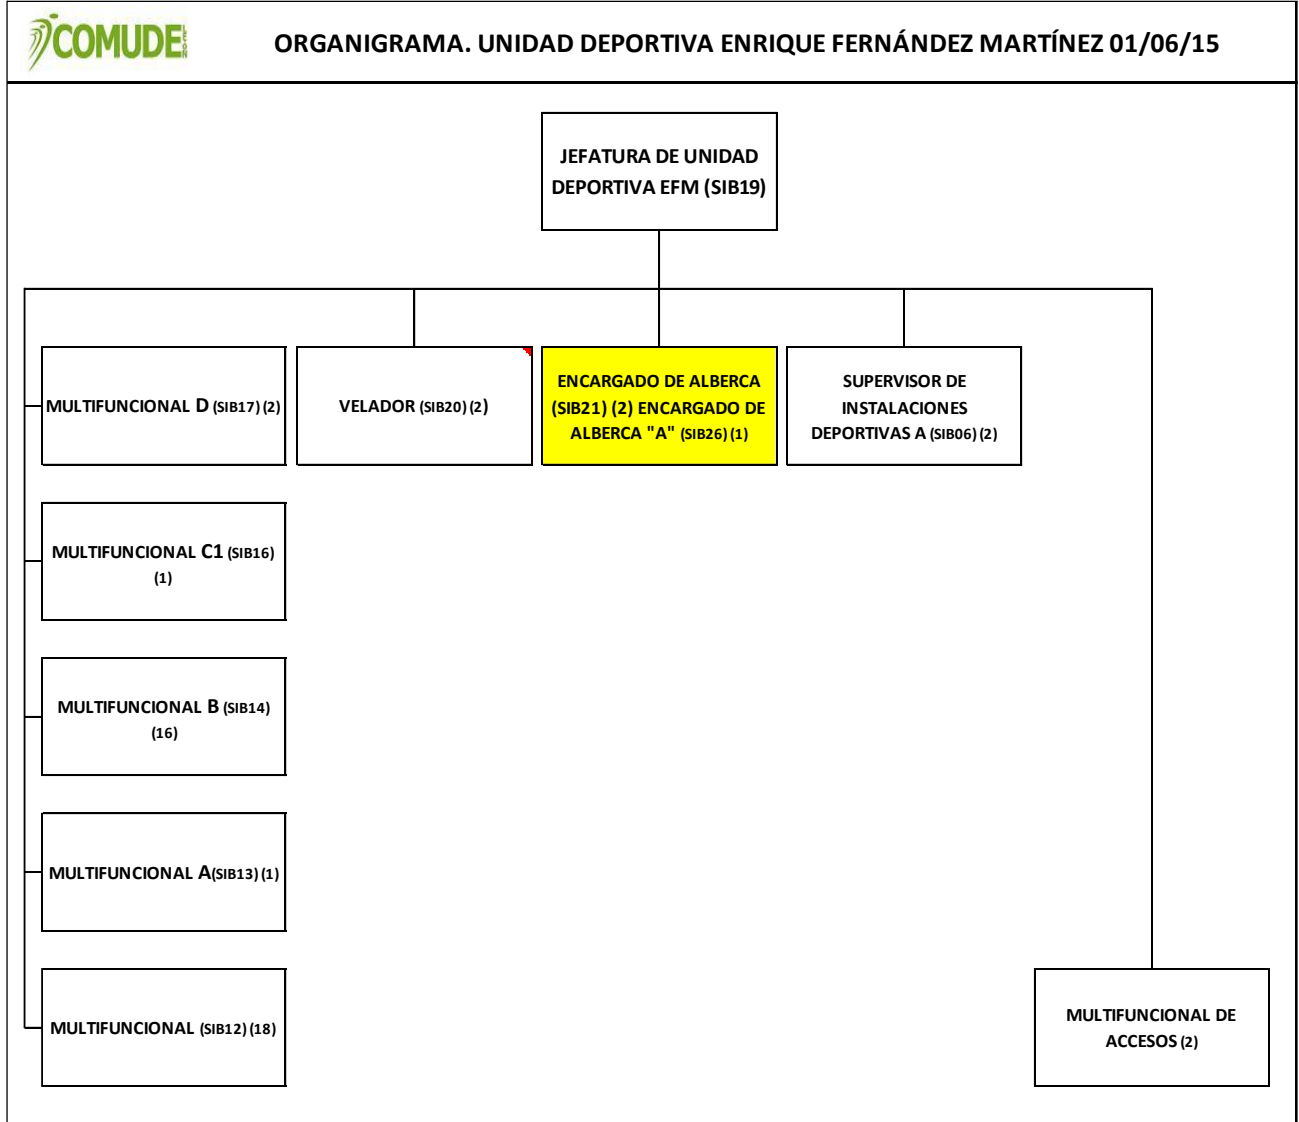 COMUDE
LEÓN
ORGANIGRAMA. UNIDAD DEPORTIVA ENRIQUE FERNÁNDEZ MARTÍNEZ 01/06/15
JEFATURA DE UNIDAD
DEPORTIVA EFM (SIB19)
MULTIFUNCIONAL D (SIB17) (2)
VELADOR (SIB20) (2)
ENCARGADO DE ALBERCA
(SIB21) (2) ENCARGADO DE
ALBERCA "A" (SIB26) (1)
SUPERVISOR DE
INSTALACIONES
DEPORTIVAS A (SIB06) (2)
MULTIFUNCIONAL C1 (SIB16)
(1)
MULTIFUNCIONAL B (SIB14)
(16)
MULTIFUNCIONAL A(SIB13) (1)
MULTIFUNCIONAL (SIB12) (18)
MULTIFUNCIONAL DE
ACCESOS (2)